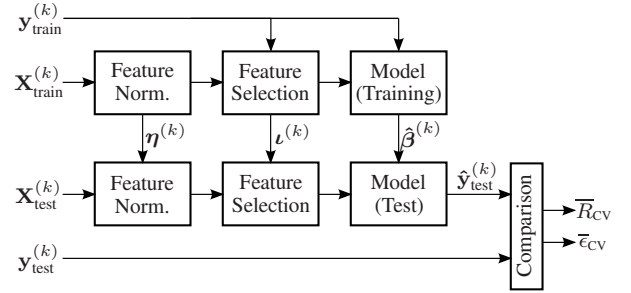 y_train^(k)
X_train^(k)
Feature
Norm.
Feature
Selection
Model
(Training)
η^(k)
ι^(k)
β̂^(k)
X_test^(k)
Feature
Norm.
Feature
Selection
Model
(Test)
ŷ_test^(k)
Comparison
R̅_CV
ϵ̅_CV
y_test^(k)